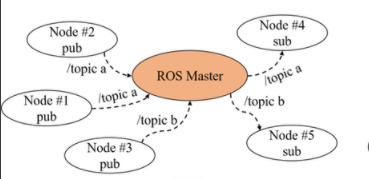 Node #2
pub
/topic a
Node #1
pub
/topic a
Node #3
pub
/topic b
ROS Master
Node #4
sub
/topic a
/topic b
Node #5
sub